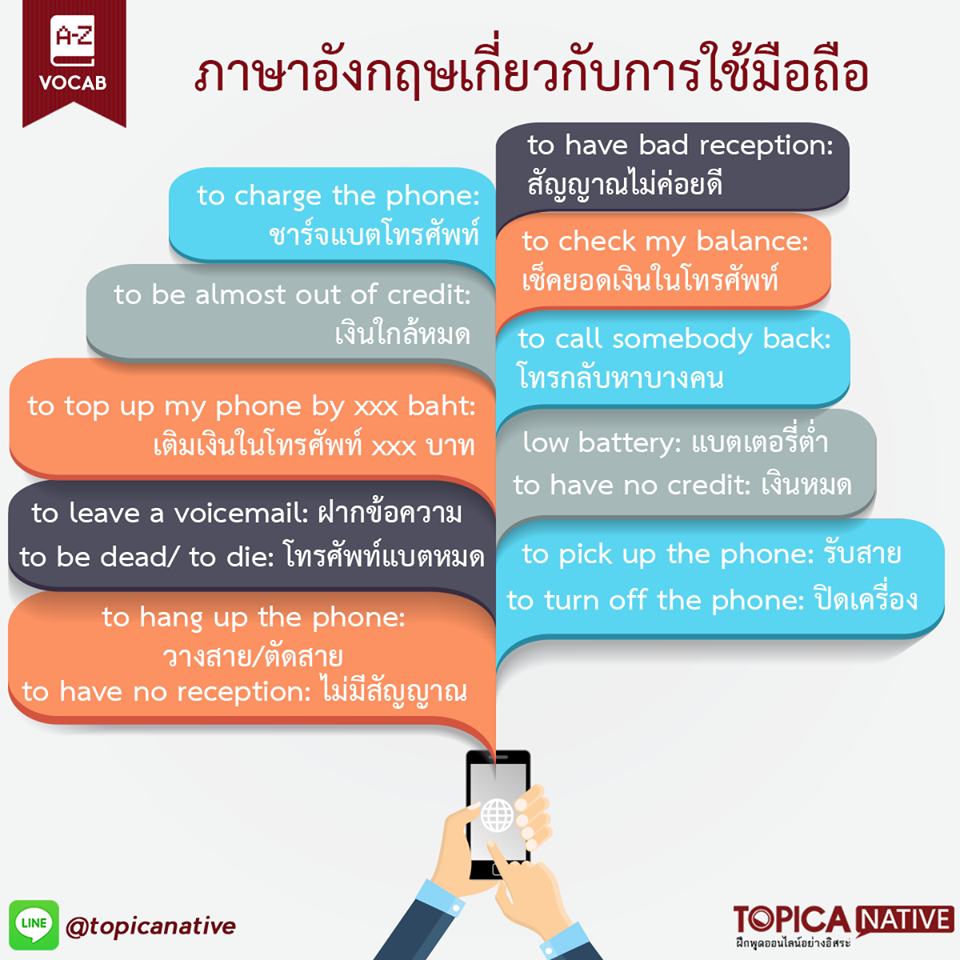 A-Z
VOCAB
ภาษาอังกฤษเกี่ยวกับการใช้มือถือ
to have bad reception:
สัญญาณไม่ค่อยดี
to charge the phone:
ชาร์จแบตโทรศัพท์
to check my balance:
เช็คยอดเงินในโทรศัพท์
to be almost out of credit:
เงินใกล้หมด
to call somebody back:
โทรกลับหาบางคน
to top up my phone by xxx baht:
เติมเงินในโทรศัพท์ xxx บาท
low battery: แบตเตอรี่ต่ำ
to have no credit: เงินหมด
to leave a voicemail: ฝากข้อความ
to be dead/ to die: โทรศัพท์แบตหมด
to pick up the phone: รับสาย
to turn off the phone: ปิดเครื่อง
to hang up the phone:
วางสาย/ตัดสาย
to have no reception: ไม่มีสัญญาณ
LINE @topicanative
TOPICA NATIVE
ฝึกพูดออนไลน์อย่างอิสระ